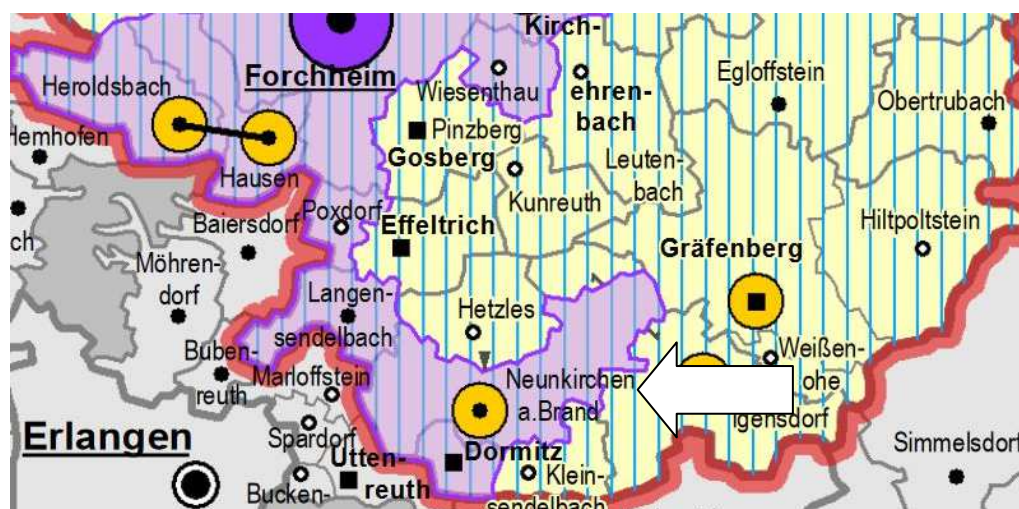 Kirch-
ehren-
bach
Forchheim
Heroldsbach
Hausen
Wiesenthau
Egloffstein
Obertrubach
Pinzberg
Gosberg
Leuten-
bach
Kunreuth
Poxdorf
Baiersdorf
Effeltrich
Gräfenberg
Hiltpoltstein
Möhren-
dorf
Langen-
sendelbach
Hetzles
Buben-
reuth
Marloffstein
Neunkirchen
a.Brand
Weißen-
ohe
Igensdorf
Erlangen
Spardorf
Utten-
reuth
Dormitz
Klein-
sendelbach
Simmelsdorf
Bucken-